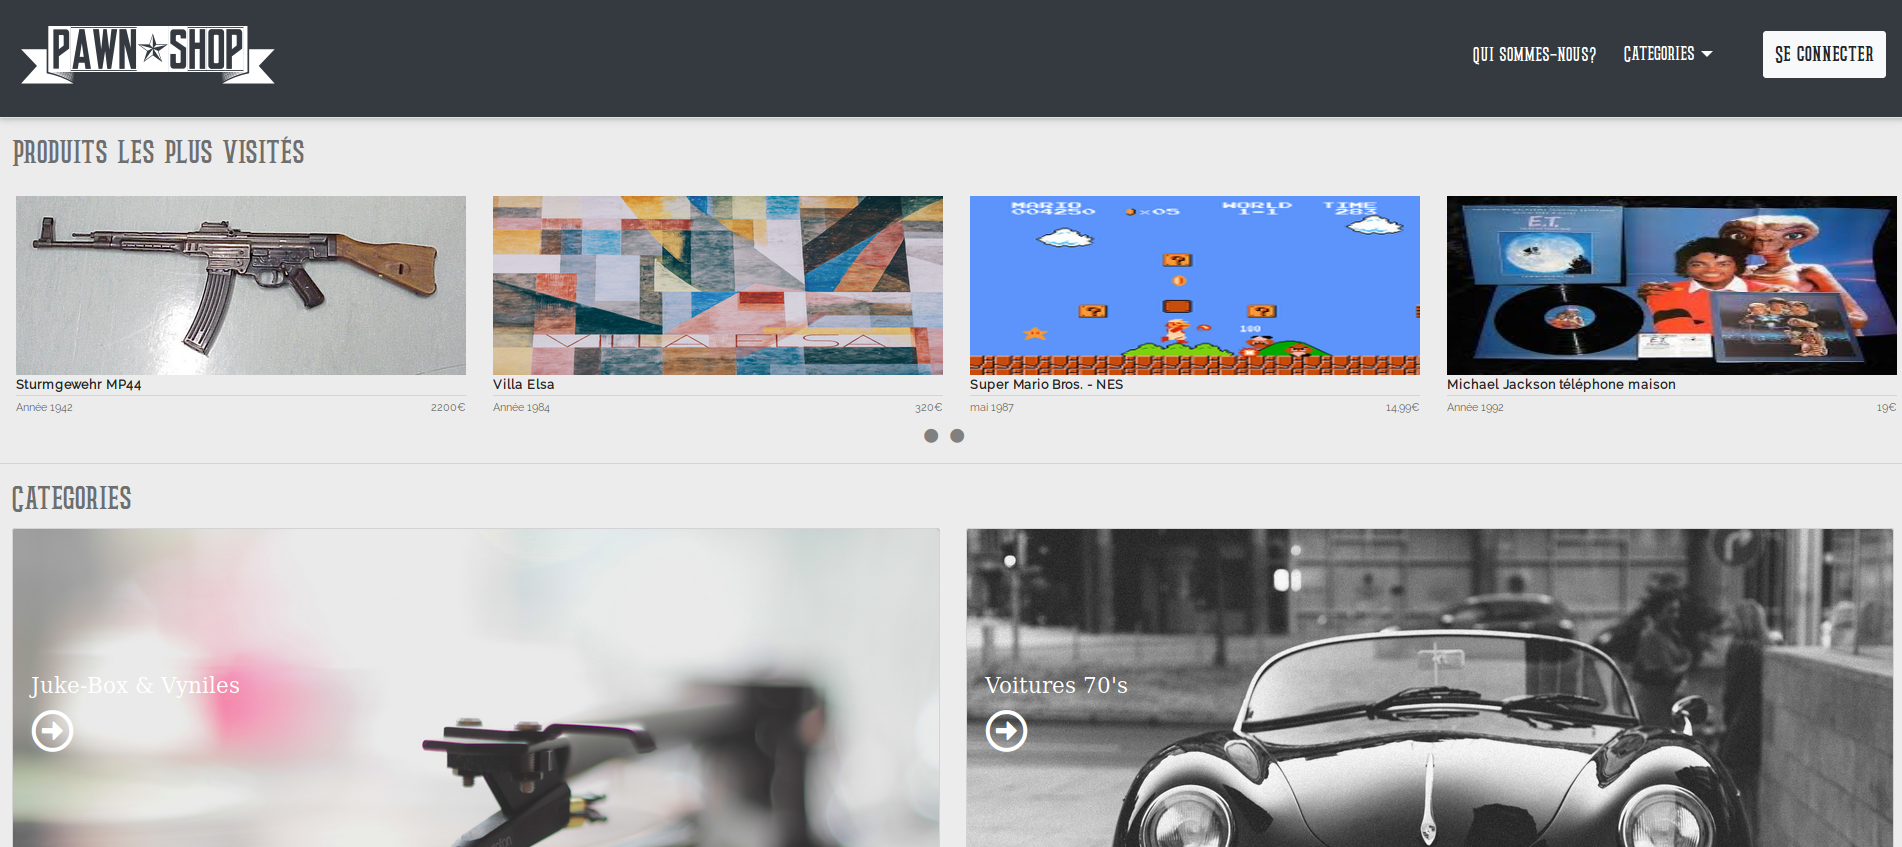 PAWN SHOP
QUI SOMMES-NOUS?
CATEGORIES
SE CONNECTER
PRODUITS LES PLUS VISITÉS
MARIO
004250
×05
WORLD
1-1
TIME
283
100
E.T.
VILLA ELSA
Sturmgewehr MP44
Année 1942
2200€
Villa Elsa
Année 1984
320€
Super Mario Bros. - NES
mai 1987
14.99€
Michael Jackson téléphone maison
Année 1992
19€
CATEGORIES
Juke-Box & Vyniles
Voitures 70's